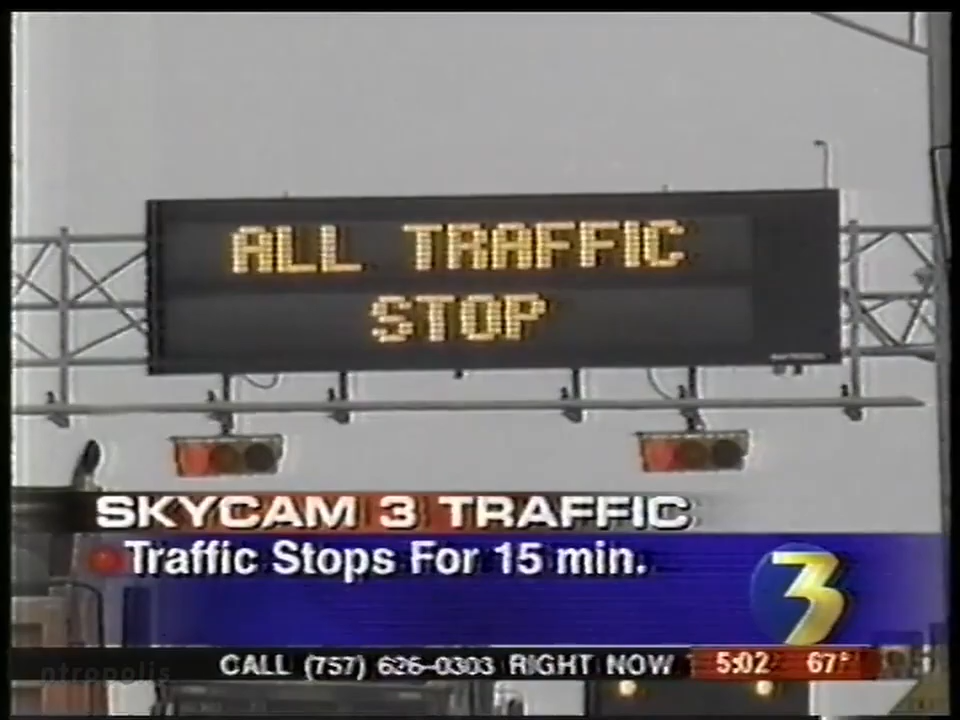 ALL TRAFFIC
STOP
SKYCAM 3 TRAFFIC
Traffic Stops For 15 min.
3
CALL (757) 626-0303 RIGHT NOW
5:02 67°
otropolis